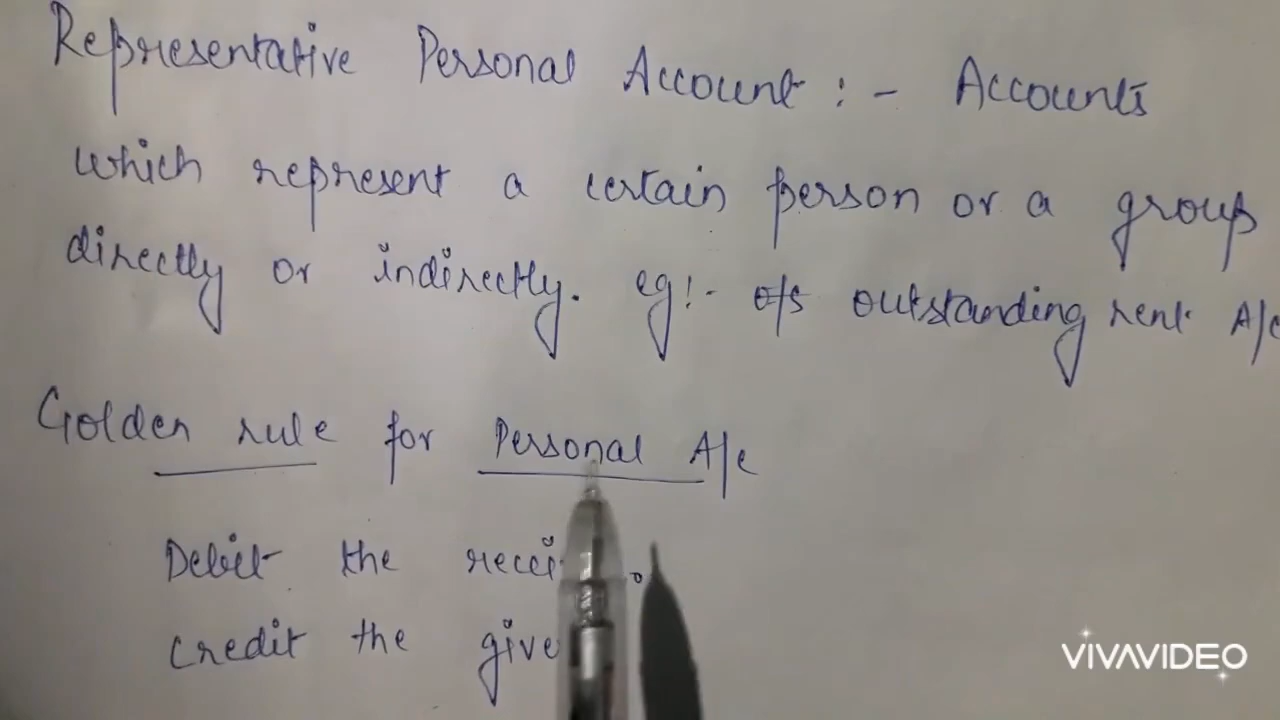 Representative Personal Account :- Accounts
which represent a certain person or a group
directly or indirectly. eg:- o/s outstanding rent A/c
Golden rule for Personal A/c
Debit the
Credit the
VIVAVIDEO